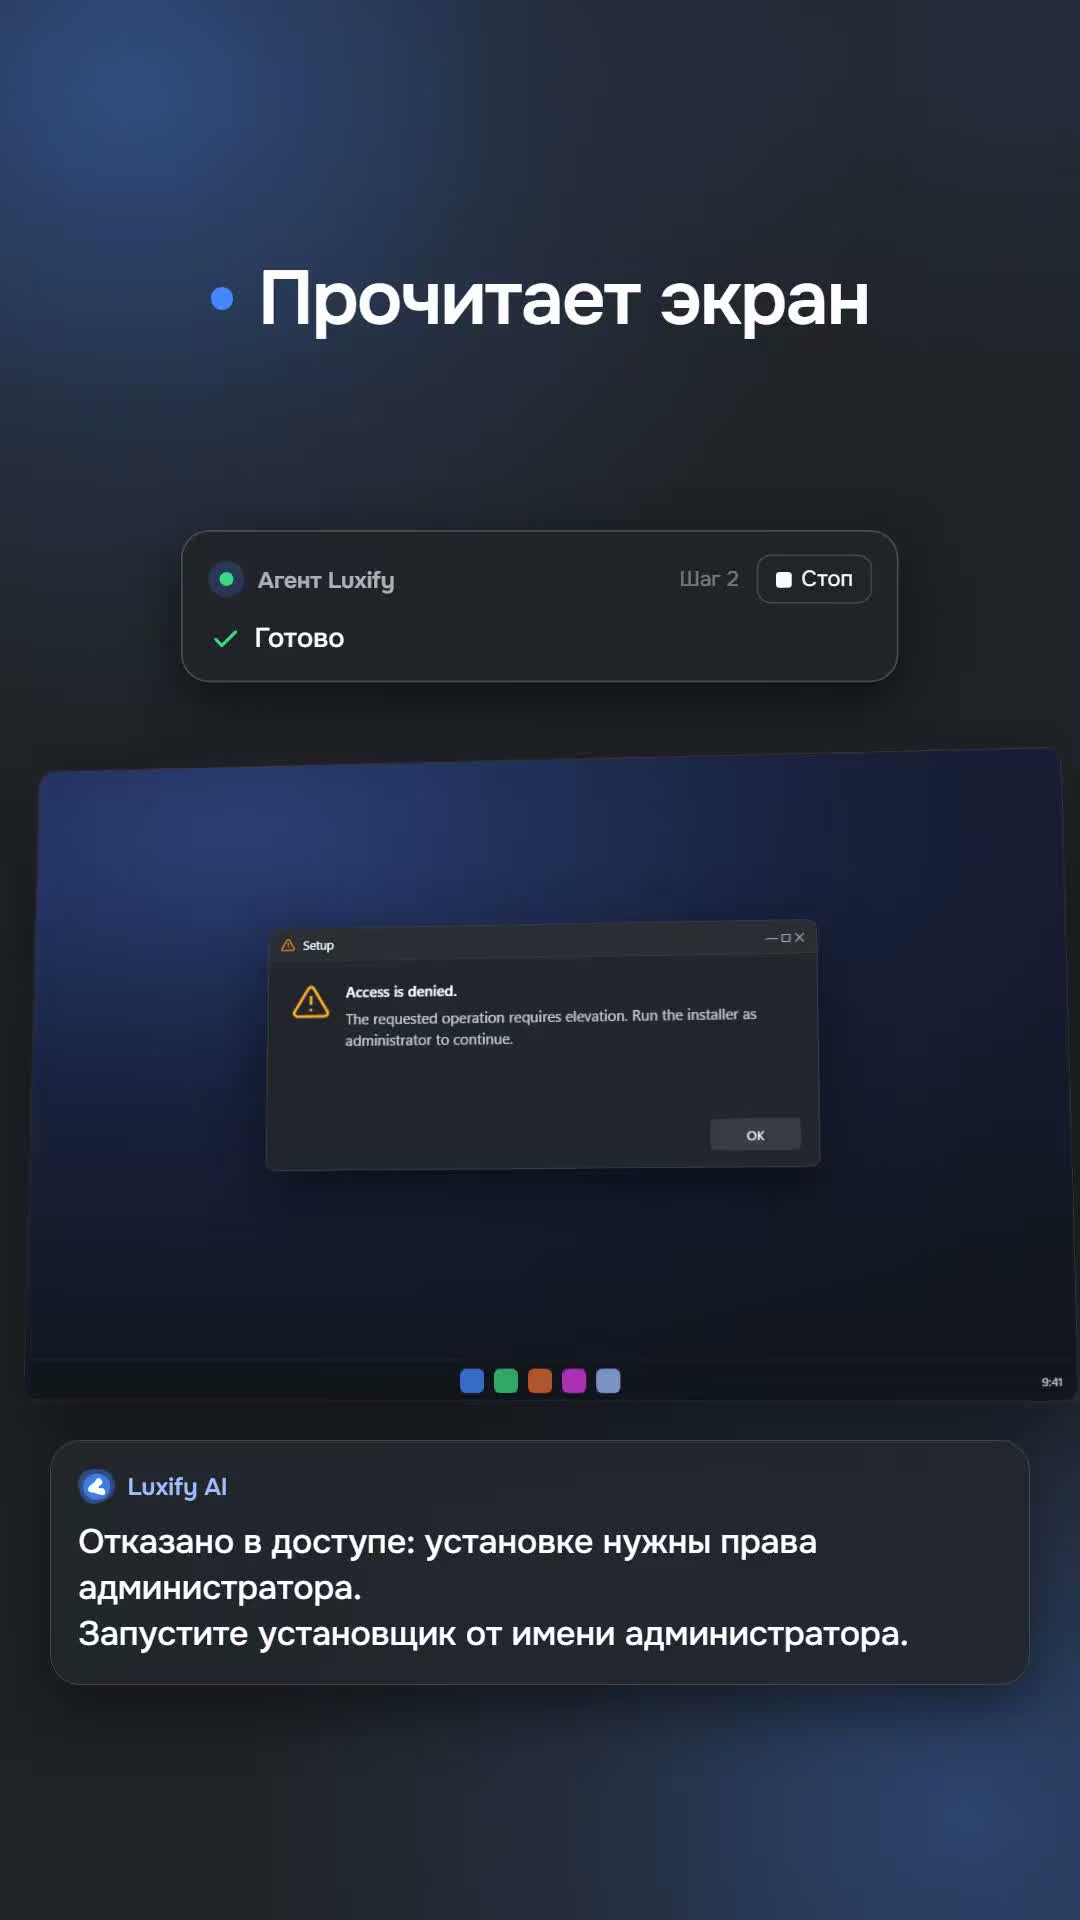 Прочитает экран
Агент Luxify
Шаг 2
Стоп
Готово
Setup
Access is denied.
The requested operation requires elevation. Run the installer as
administrator to continue.
OK
9:41
Luxify AI
Отказано в доступе: установке нужны права
администратора.
Запустите установщик от имени администратора.